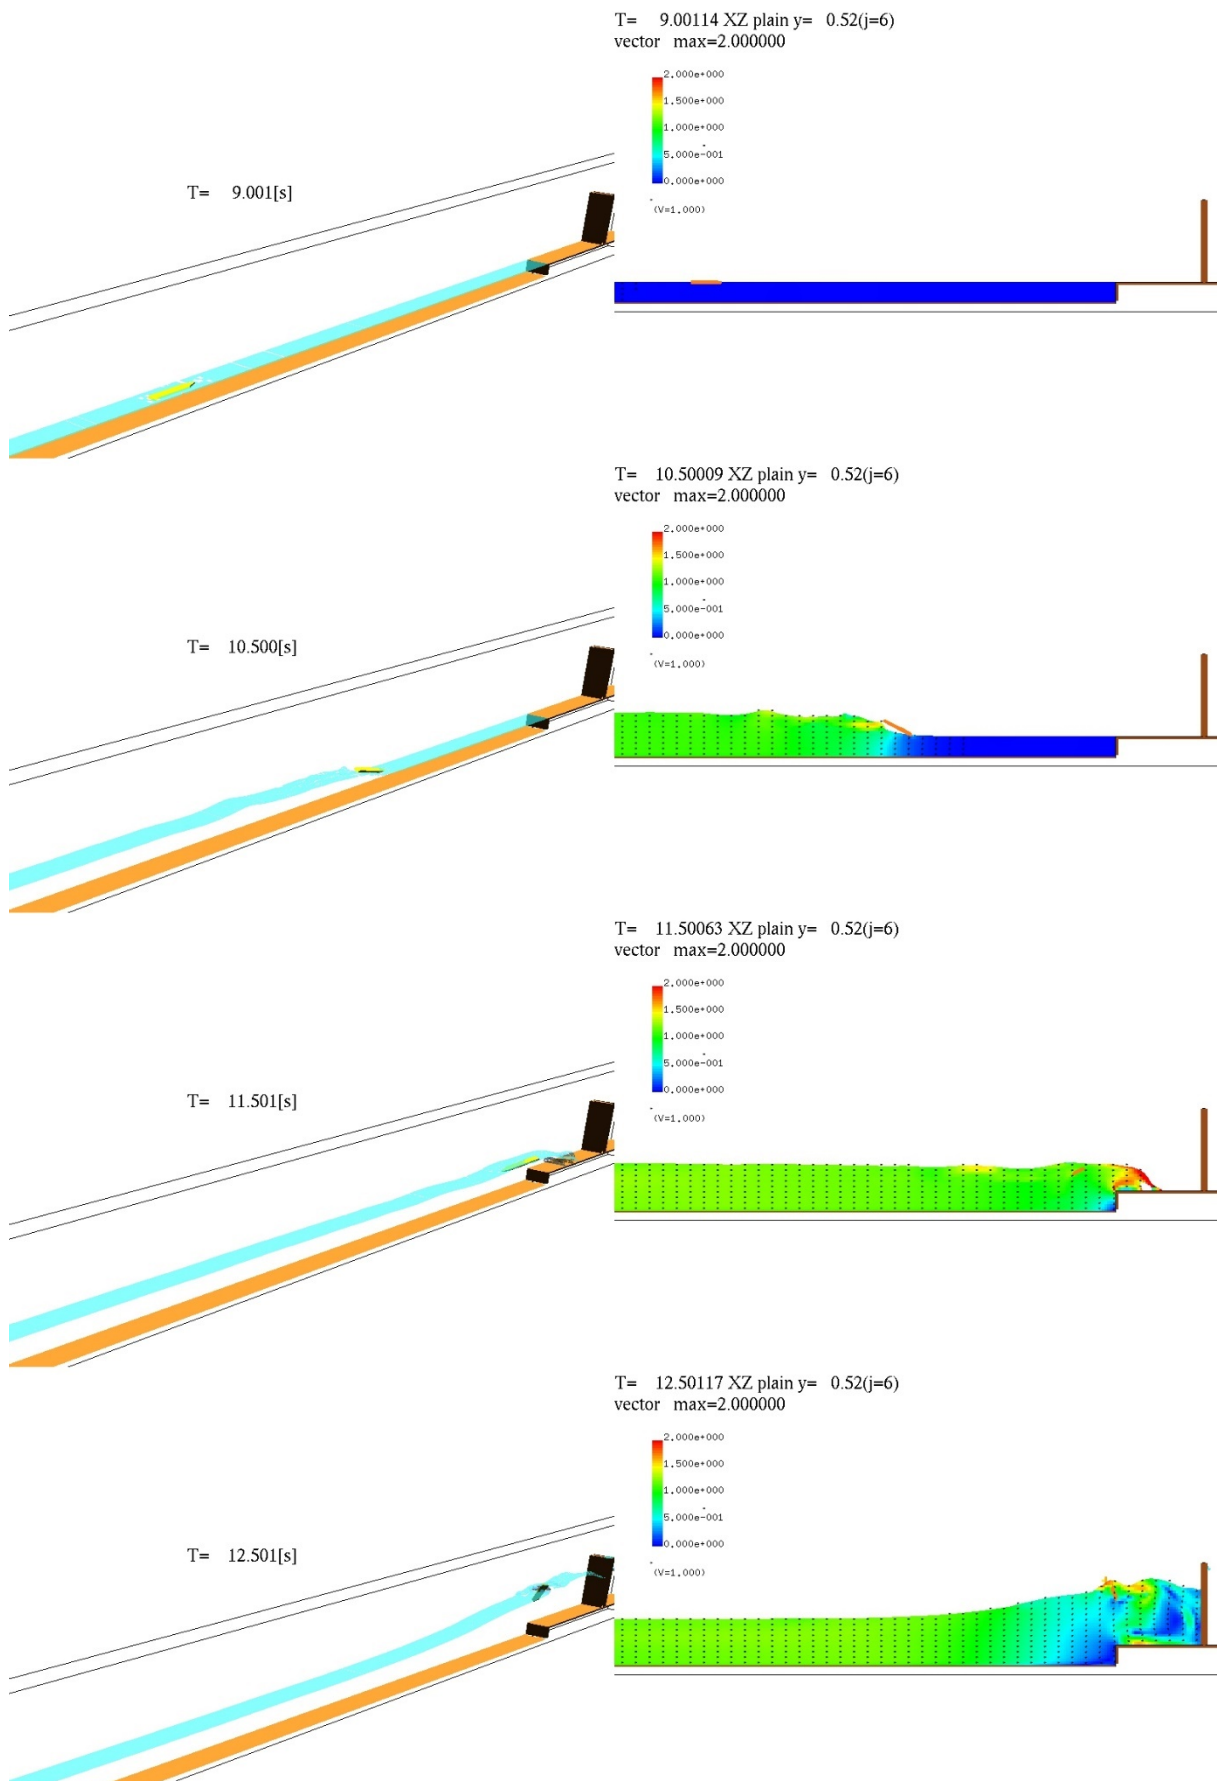 T= 9.00114 XZ plain y= 0.52(j=6)
vector max=2.000000
2.000e+000
1.500e+000
1.000e+000
5.000e-001
0.000e+000
(V=1.000)
T= 9.001[s]
T= 10.50009 XZ plain y= 0.52(j=6)
vector max=2.000000
2.000e+000
1.500e+000
1.000e+000
5.000e-001
0.000e+000
(V=1.000)
T= 10.500[s]
T= 11.50063 XZ plain y= 0.52(j=6)
vector max=2.000000
2.000e+000
1.500e+000
1.000e+000
5.000e-001
0.000e+000
(V=1.000)
T= 11.501[s]
T= 12.50117 XZ plain y= 0.52(j=6)
vector max=2.000000
2.000e+000
1.500e+000
1.000e+000
5.000e-001
0.000e+000
(V=1.000)
T= 12.501[s]